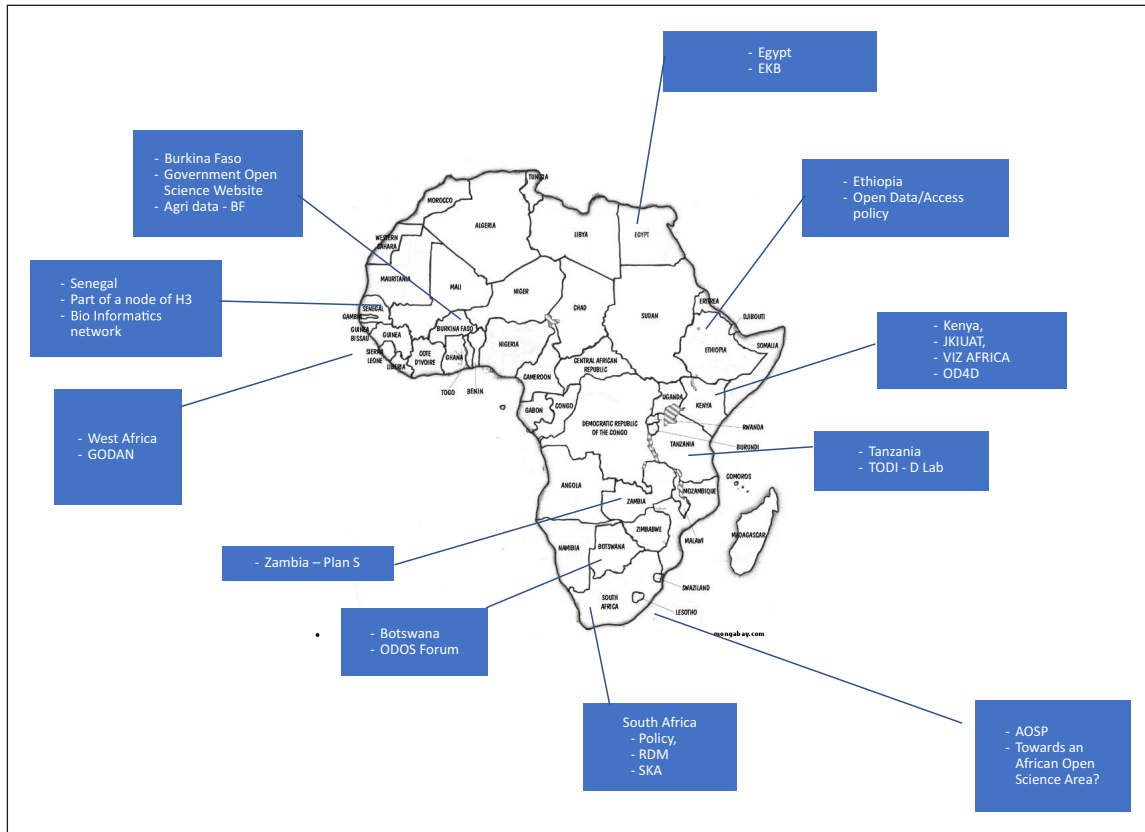 - Egypt
- EKB
- Burkina Faso
- Government Open
Science Website
- Agri data - BF
- Ethiopia
- Open Data/Access
policy
- Senegal
- Part of a node of H3
- Bio Informatics
network
- Kenya,
- JKIUAT,
- VIZ AFRICA
- OD4D
- West Africa
- GODAN
- Tanzania
- TODI - D Lab
- Zambia – Plan S
- Botswana
- ODOS Forum
South Africa
- Policy,
- RDM
- SKA
- AOSP
- Towards an
African Open
Science Area?
TUNISIA
MOROCCO
ALGERIA
LIBYA
EGYPT
WESTERN
SAHARA
MAURITANIA
MALI
NIGER
CHAD
SUDAN
ERITREA
DJIBOUTI
SENEGAL
GAMBIA
GUINEA
BISSAU
GUINEA
SIERRA
LEONE
LIBERIA
COTE
D'IVOIRE
BURKINA FASO
GHANA
TOGO
BENIN
NIGERIA
CAMEROON
CENTRAL AFRICAN
REPUBLIC
ETHIOPIA
SOMALIA
UGANDA
KENYA
GABON
CONGO
DEMOCRATIC REPUBLIC
OF THE CONGO
RWANDA
BURUNDI
TANZANIA
COMOROS
ANGOLA
ZAMBIA
MOZAMBIQUE
MALAWI
ZIMBABWE
MADAGASCAR
NAMIBIA
BOTSWANA
SWAZILAND
SOUTH
AFRICA
LESOTHO
mongabay.com